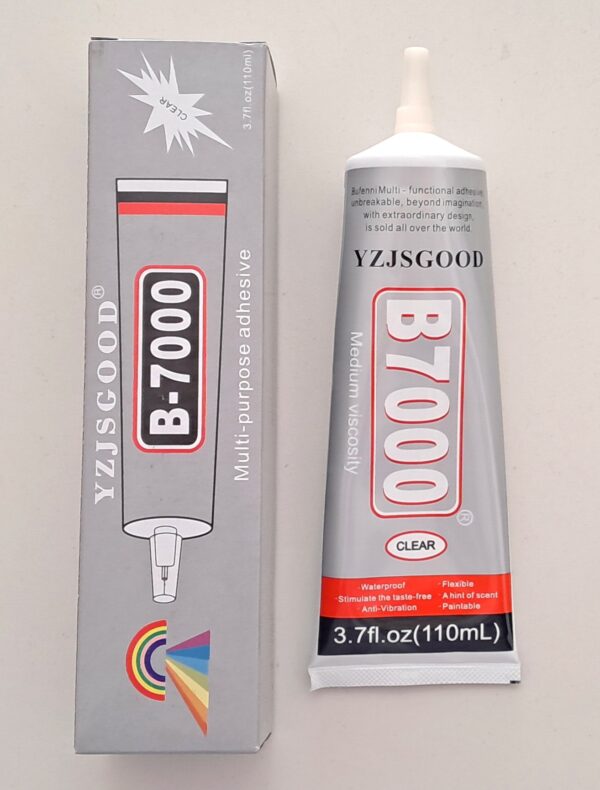 CLEAR
3.7fl.oz(110ml)
YZJSGOOD®
B-7000
Multi-purpose adhesive
Bufenni Multi - functional adhesive
unbreakable, beyond imagination,
with extraordinary design,
is sold all over the world.
YZJSGOOD
B7000®
Medium viscosity
CLEAR
·Waterproof
·Flexible
·Stimulate the taste-free
·A hint of scent
·Anti-Vibration
·Paintable
3.7fl.oz(110mL)